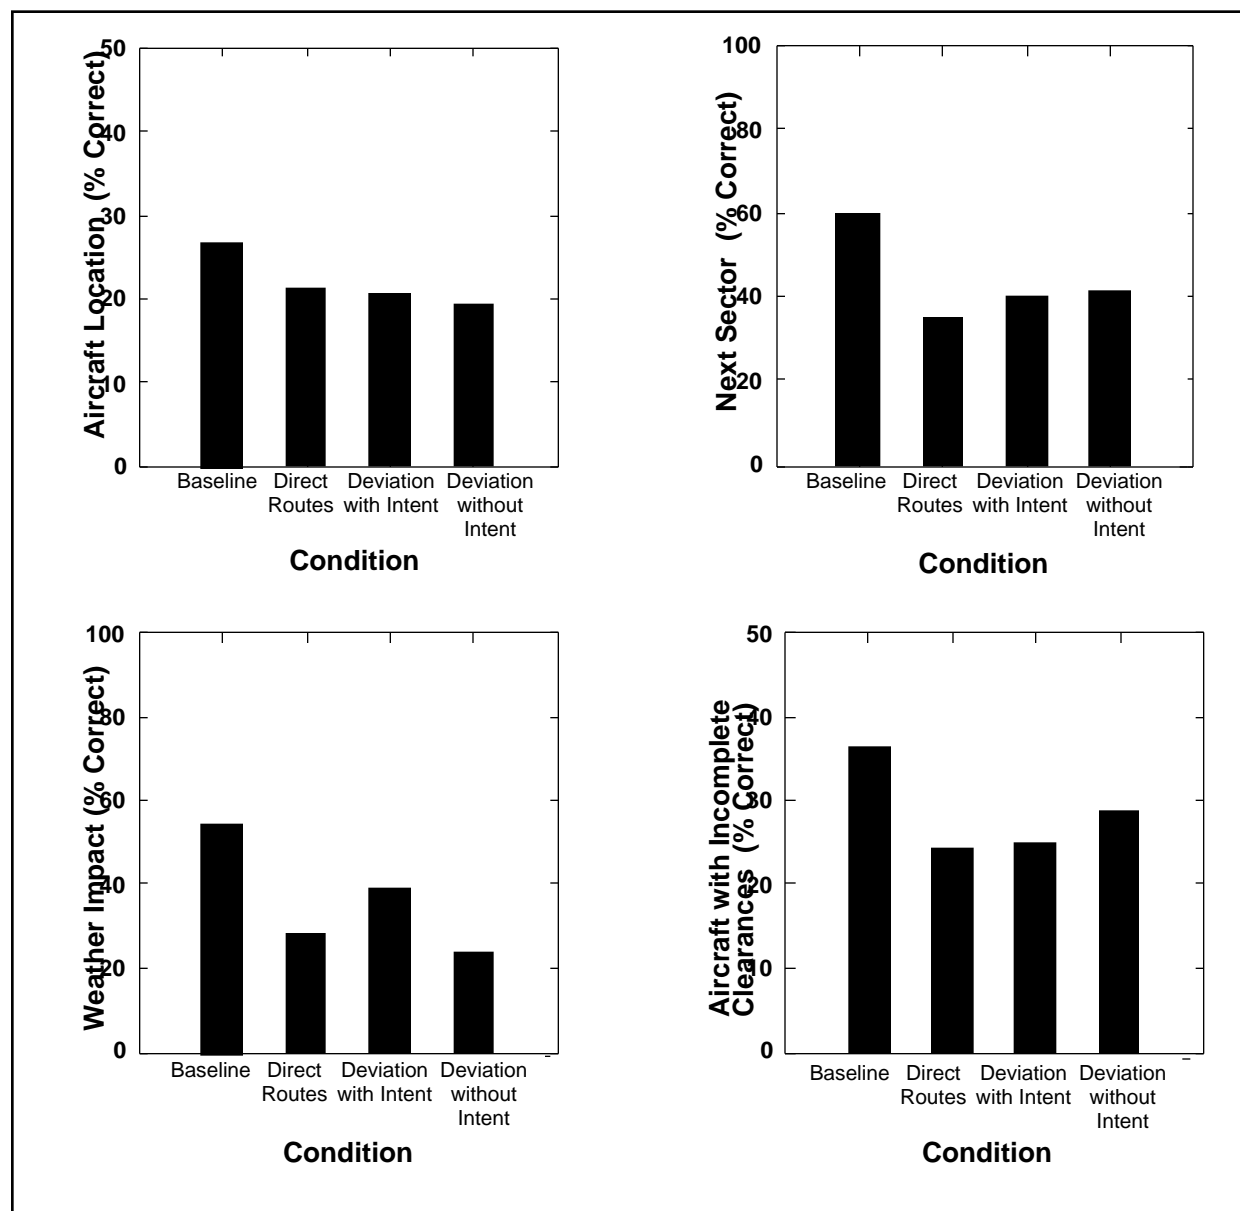 Aircraft Location (% Correct)
50
40
30
20
10
0
Baseline Direct Deviation Deviation
Routes with Intent without
Intent
Condition
Next Sector (% Correct)
100
80
60
40
20
0
Baseline Direct Deviation Deviation
Routes with Intent without
Intent
Condition
Weather Impact (% Correct)
100
80
60
40
20
0
Baseline Direct Deviation Deviation
Routes with Intent without
Intent
Condition
Aircraft with Incomplete
Clearances (% Correct)
50
40
30
20
10
0
Baseline Direct Deviation Deviation
Routes with Intent without
Intent
Condition